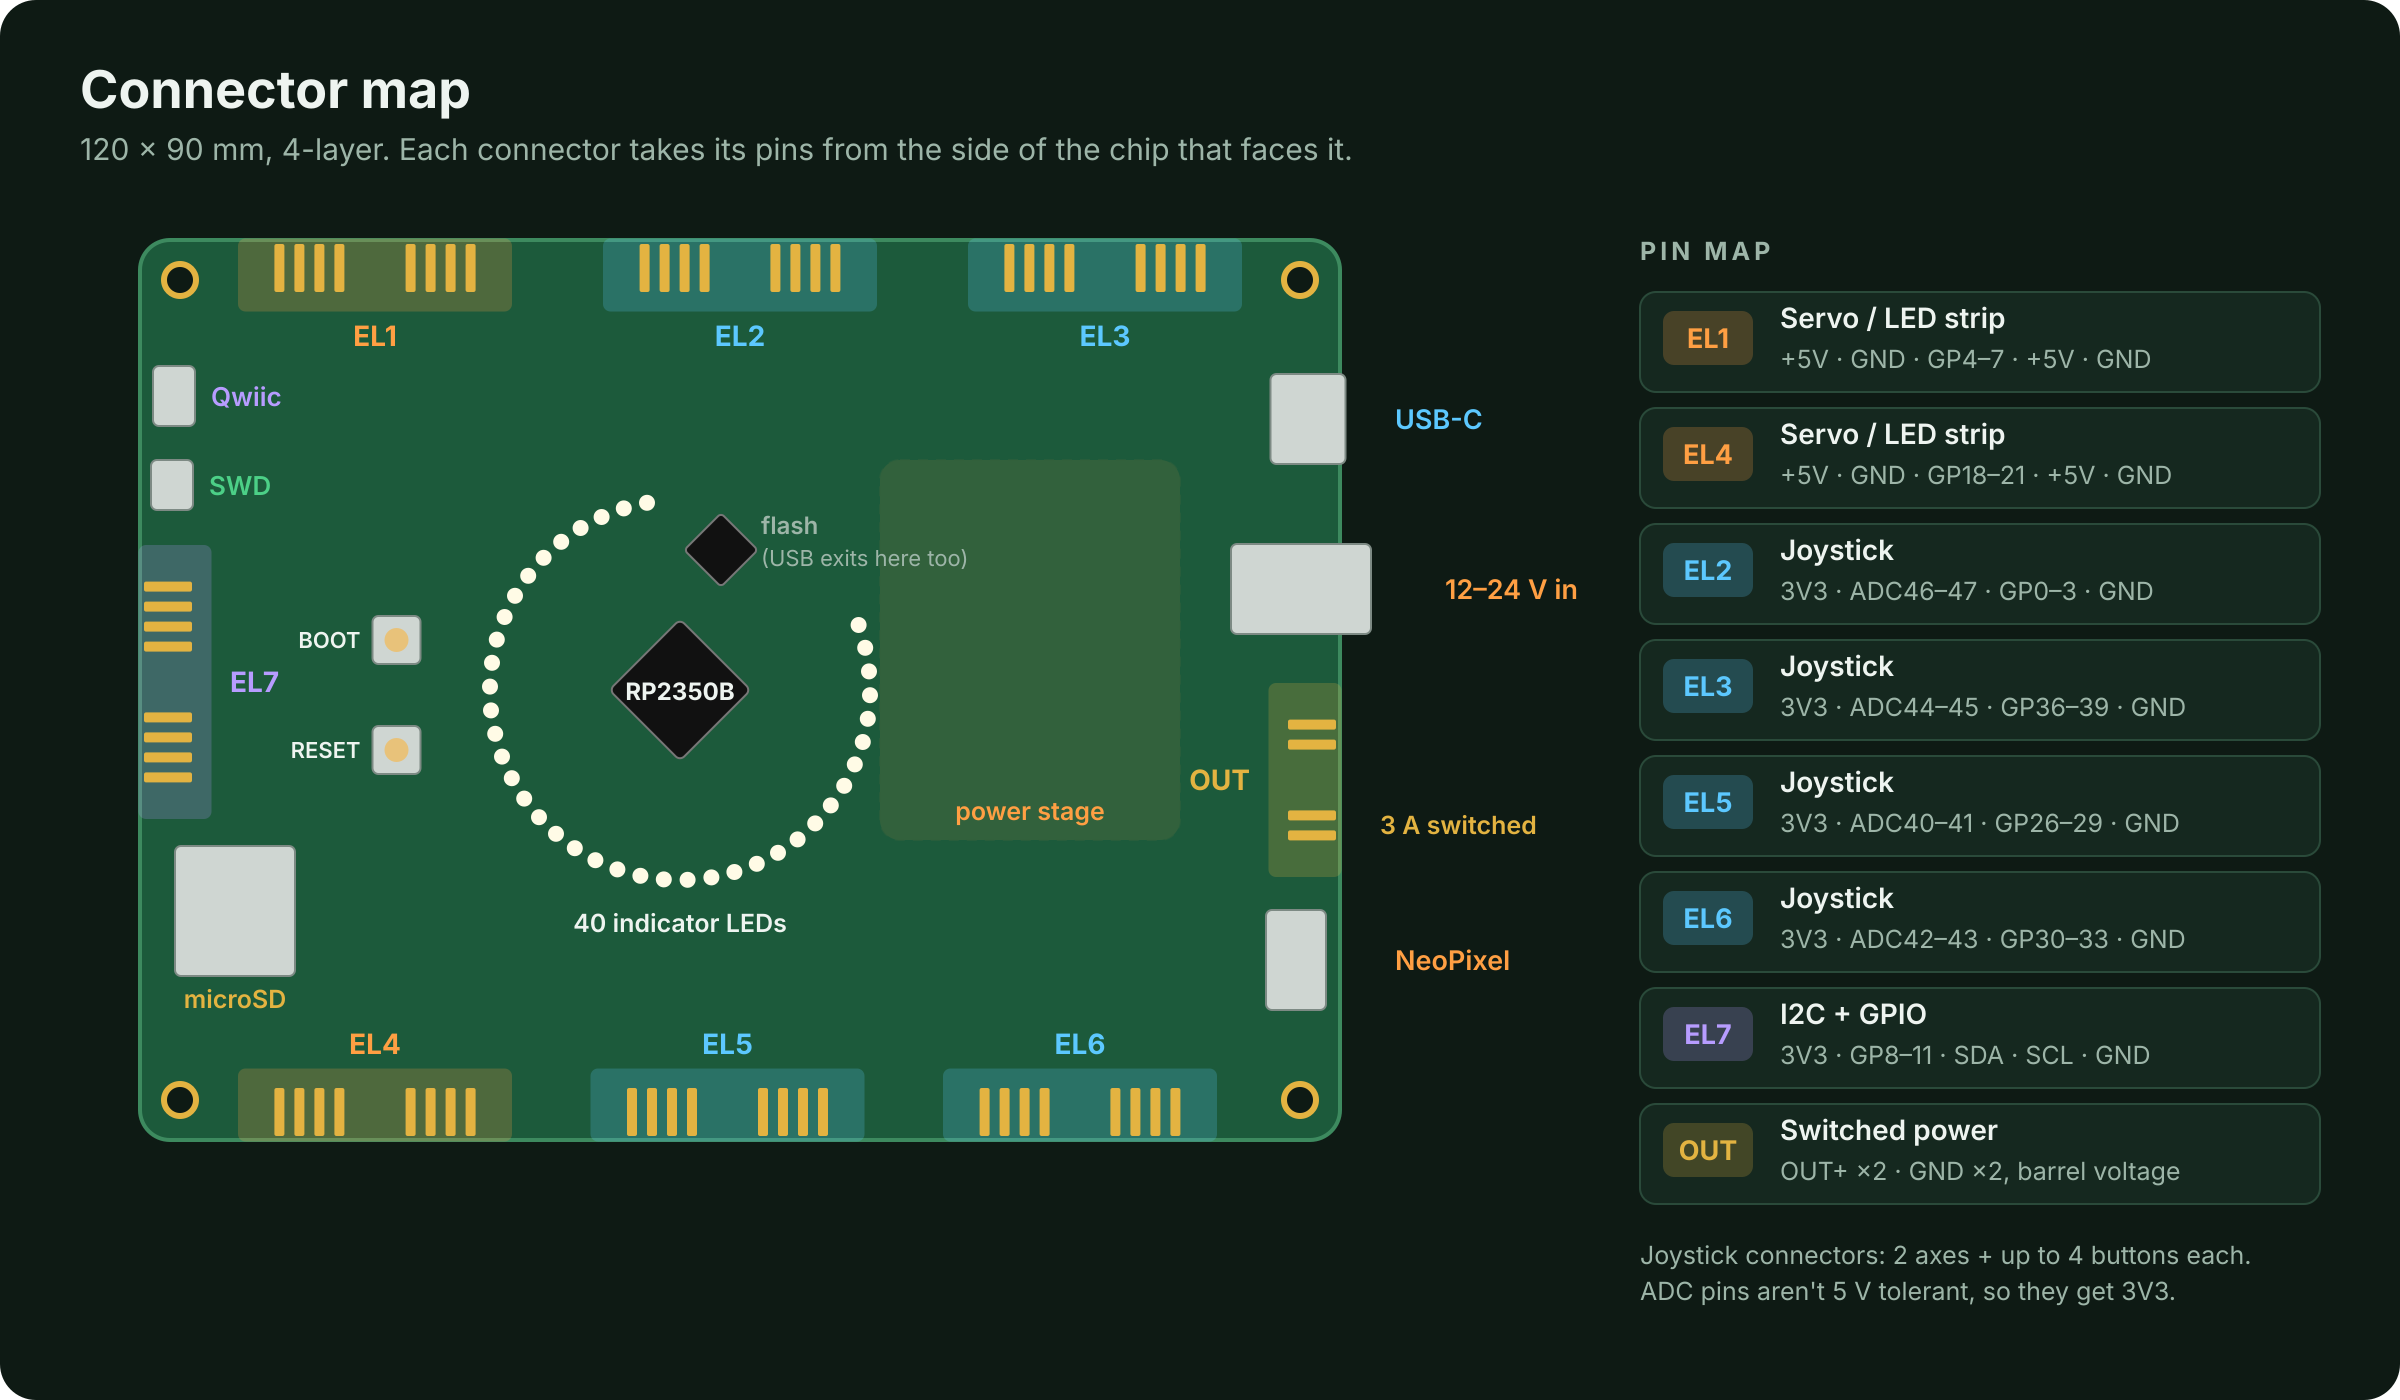 Connector map
120 × 90 mm, 4-layer. Each connector takes its pins from the side of the chip that faces it.
EL1
EL2
EL3
Qwiic
SWD
USB-C
flash
(USB exits here too)
12–24 V in
BOOT
EL7
RP2350B
RESET
OUT
power stage
3 A switched
40 indicator LEDs
NeoPixel
microSD
EL4
EL5
EL6
PIN MAP
EL1
Servo / LED strip
+5V · GND · GP4–7 · +5V · GND
EL4
Servo / LED strip
+5V · GND · GP18–21 · +5V · GND
EL2
Joystick
3V3 · ADC46–47 · GP0–3 · GND
EL3
Joystick
3V3 · ADC44–45 · GP36–39 · GND
EL5
Joystick
3V3 · ADC40–41 · GP26–29 · GND
EL6
Joystick
3V3 · ADC42–43 · GP30–33 · GND
EL7
I2C + GPIO
3V3 · GP8–11 · SDA · SCL · GND
OUT
Switched power
OUT+ ×2 · GND ×2, barrel voltage
Joystick connectors: 2 axes + up to 4 buttons each.
ADC pins aren't 5 V tolerant, so they get 3V3.